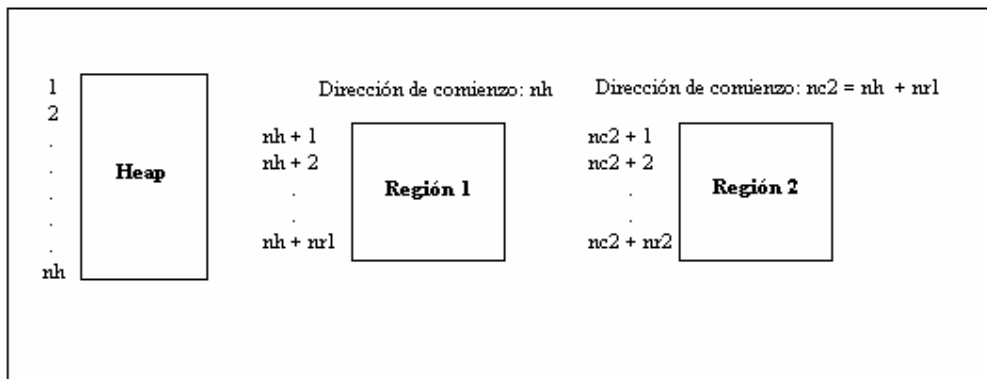 1
2
.
.
.
.
.
nh
Heap
Dirección de comienzo: nh
nh + 1
nh + 2
.
.
nh + nr1
Región 1
Dirección de comienzo: nc2 = nh + nr1
nc2 + 1
nc2 + 2
.
.
nc2 + nr2
Región 2